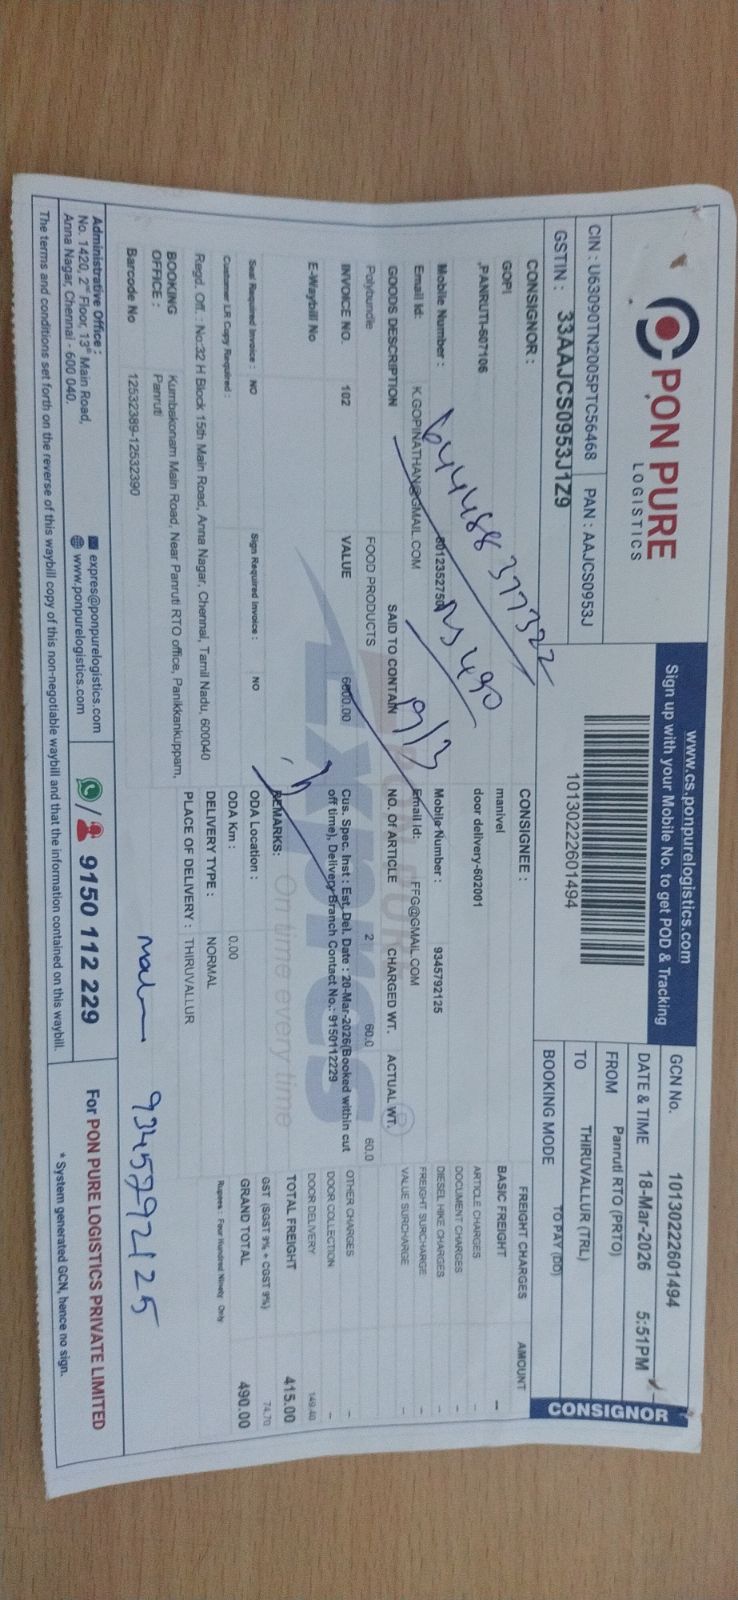 PON PURE
LOGISTICS
www.cs.ponpurelogistics.com
Sign up with your Mobile No. to get POD & Tracking
CONSIGNOR
CIN : U63090TN2005PTC56468 PAN : AAJCS0953J
GSTIN : 33AAJCS0953J1Z9
101302222601494
GCN No. 101302222601494
DATE & TIME 18-Mar-2026 5:51PM
FROM Panruti RTO (PRTO)
TO THIRUVALLUR (TRL)
BOOKING MODE TO PAY (DD)
CONSIGNOR :
GOPI
,PANRUTI-607106
Mobile Number : 8012352750
Email Id: K.GOPINATHAN@GMAIL.COM
CONSIGNEE :
manivel
door delivery-602001
Mobile Number : 9345792125
Email Id: FFG@GMAIL.COM
FREIGHT CHARGES AMOUNT
BASIC FREIGHT --
ARTICLE CHARGES --
DOCUMENT CHARGES --
DIESEL HIKE CHARGES --
FREIGHT SURCHARGE --
VALUE SURCHARGE --
OTHER CHARGES --
DOOR COLLECTION --
DOOR DELIVERY 149.40
TOTAL FREIGHT 415.00
GST (SGST 9% + CGST 9%) 74.70
GRAND TOTAL 490.00
Rupees : Four Hundred Ninety Only
GOODS DESCRIPTION SAID TO CONTAIN NO. Of ARTICLE CHARGED WT. ACTUAL WT.
Polybundle FOOD PRODUCTS 2 60.0 60.0
INVOICE NO. 102 VALUE 6000.00
E-Waybill No
Cus. Spec. Inst : Est. Del. Date : 20-Mar-2026(Booked within cut
off time), Delivery Branch Contact No.: 9150112229
REMARKS:
Expres
On time every time
Seal Required Invoice : NO Sign Required Invoice : NO
ODA Location :
Customer LR Copy Required :
ODA Km : 0.00
Regd. Off. : No:32 H Block 15th Main Road, Anna Nagar, Chennai, Tamil Nadu, 600040
DELIVERY TYPE : NORMAL
BOOKING OFFICE : Kumbakonam Main Road, Near Panruti RTO office, Panikkankuppam,
Panruti
PLACE OF DELIVERY : THIRUVALLUR
Barcode No 12532389-12532390
644488 377322
Rs 490
19/3
9345792125
Administrative Office :
No. 1420, 2nd Floor, 13th Main Road,
Anna Nagar, Chennai - 600 040.
expres@ponpurelogistics.com
www.ponpurelogistics.com
9150 112 229
For PON PURE LOGISTICS PRIVATE LIMITED
* System generated GCN, hence no sign.
The terms and conditions set forth on the reverse of this waybill copy of this non-negotiable waybill and that the information contained on this waybill.